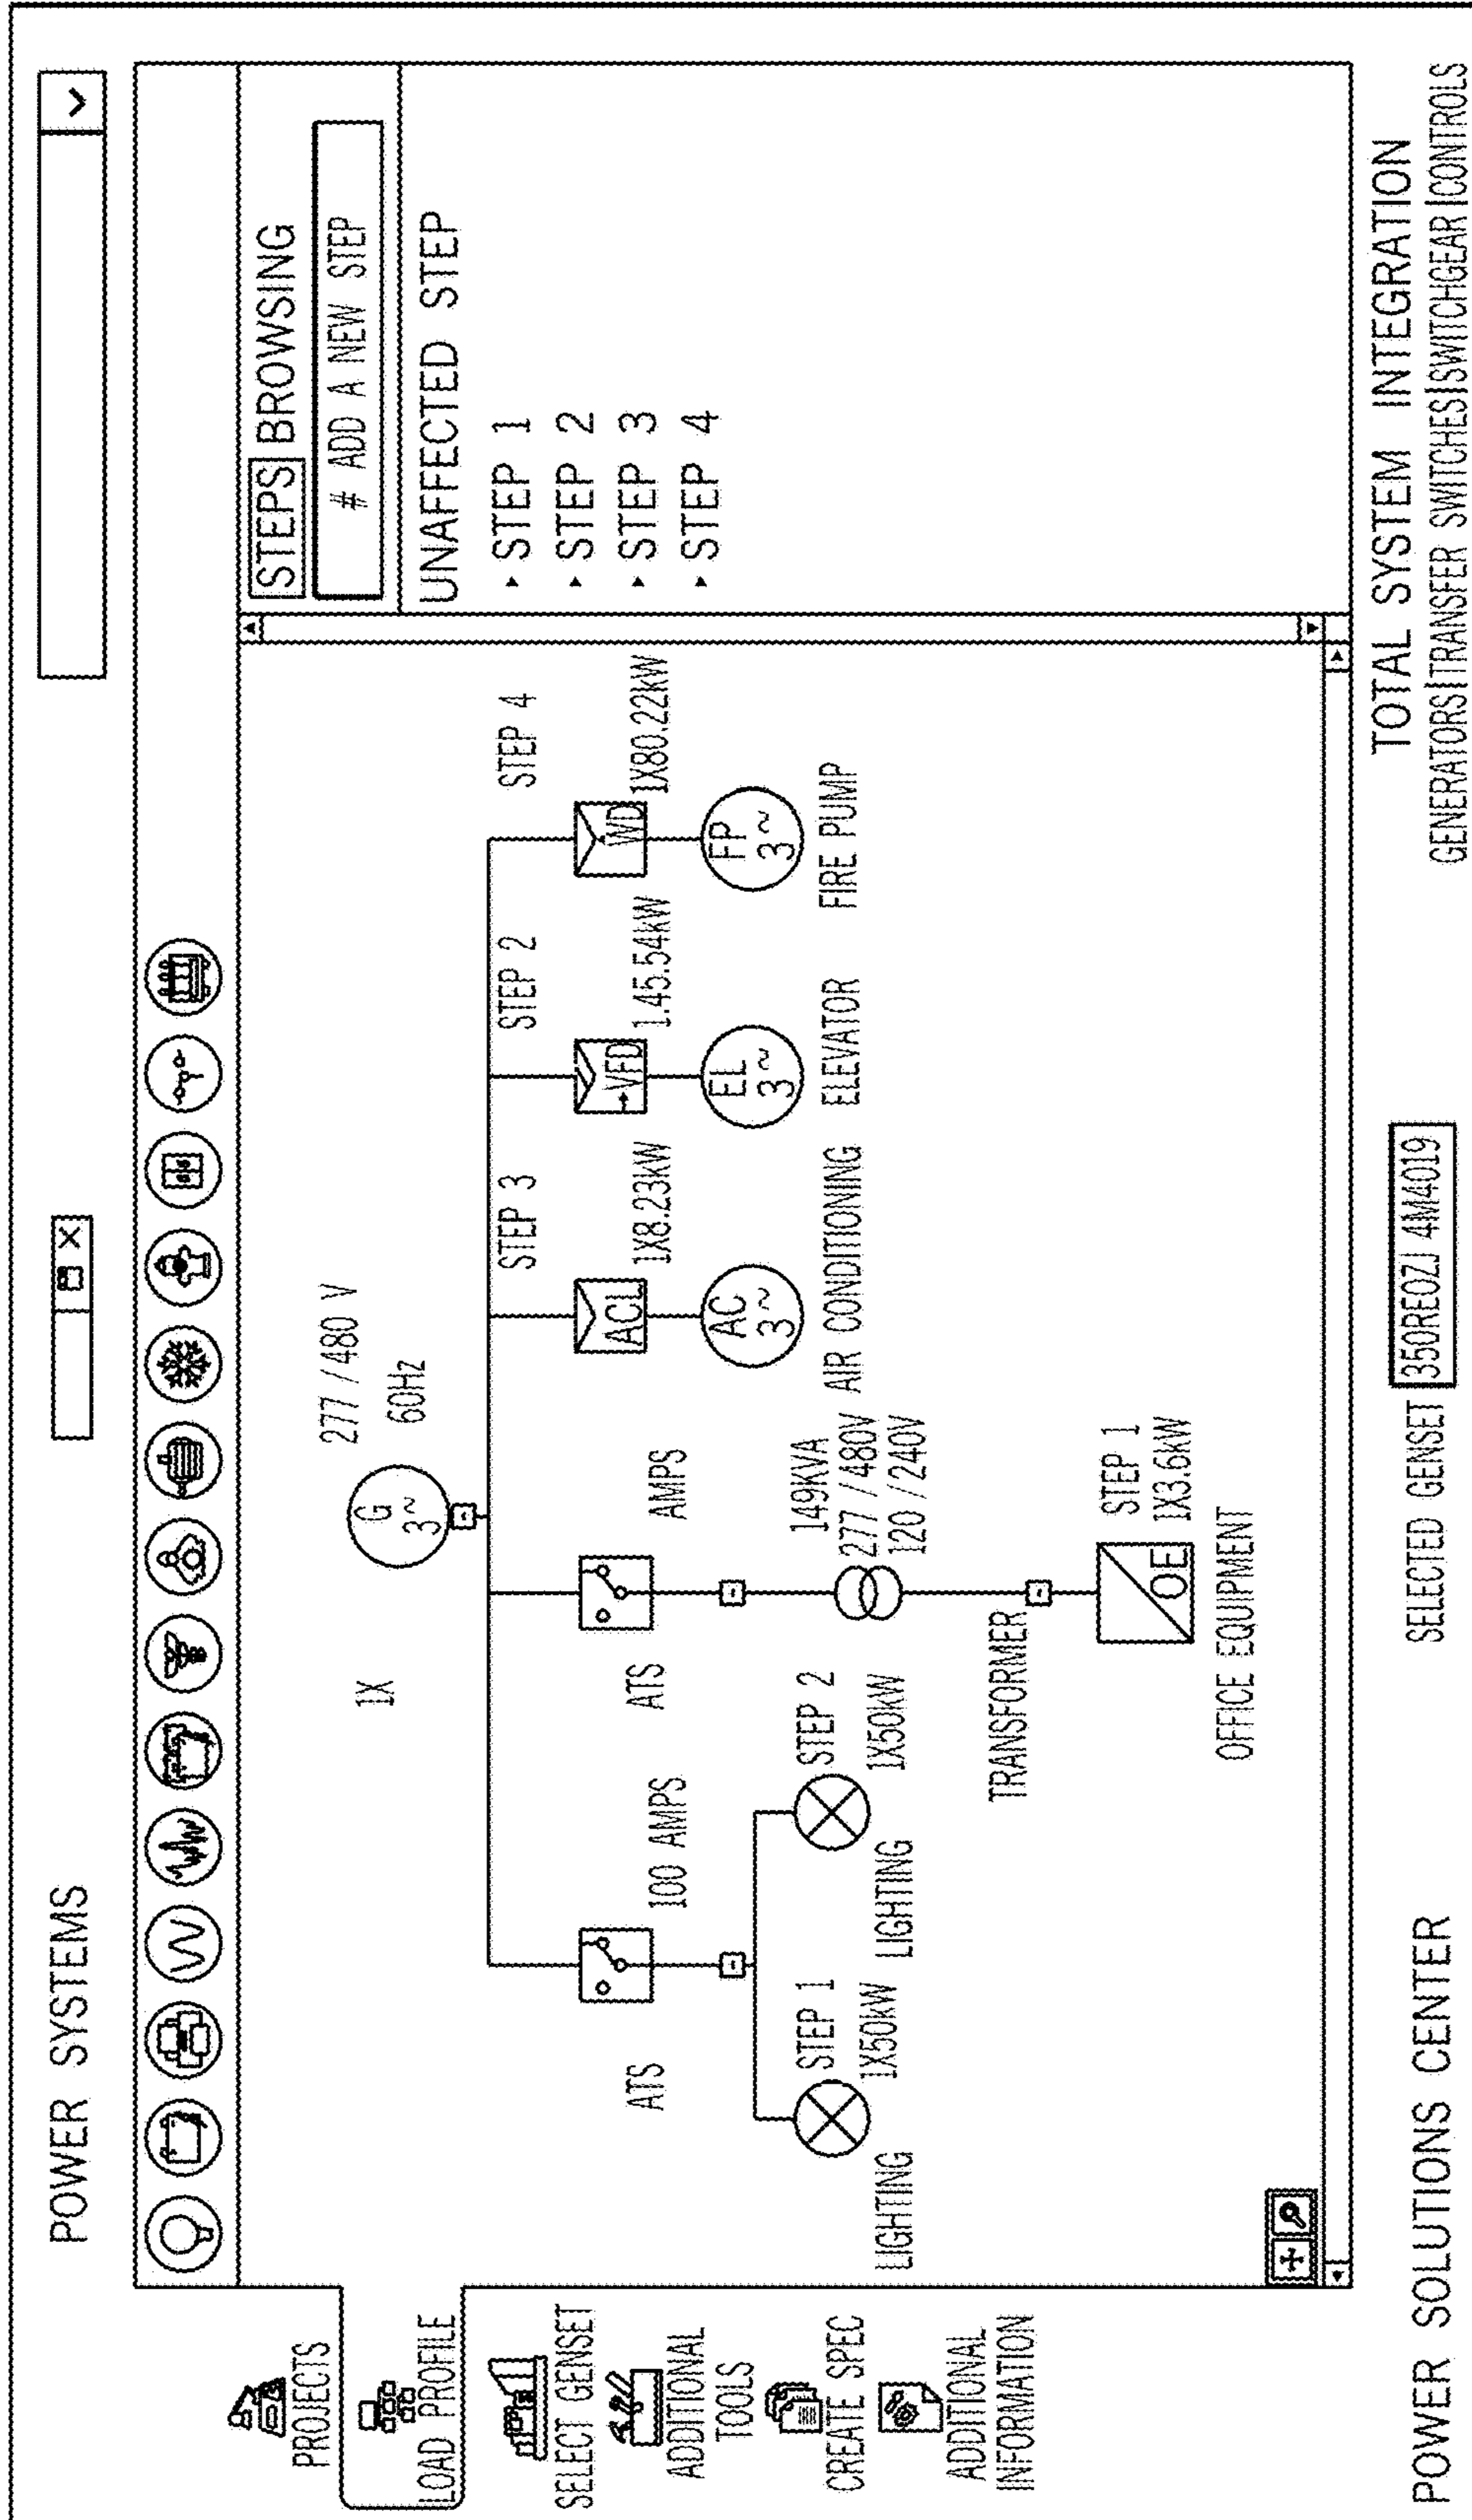 POWER SYSTEMS
PROJECTS
LOAD PROFILE
SELECT GENSET
ADDITIONAL
TOOLS
CREATE SPEC
ADDITIONAL
INFORMATION
STEPS BROWSING
# ADD A NEW STEP
UNAFFECTED STEP
STEP 1
STEP 2
STEP 3
STEP 4
1X
G
3~
277 /480 V
60Hz
ATS
100 AMPS
ATS
AMPS
STEP 3
STEP 2
STEP 4
ACL
VFD
WD
1X8.23KW
1.45.54KW
1X80.22KW
AC
3~
EL
3~
FP
3~
AIR CONDITIONING
ELEVATOR
FIRE PUMP
STEP 1
1X50KW
LIGHTING
STEP 2
1X50KW
LIGHTING
149KVA
277 /480V
120 /240V
TRANSFORMER
OE
STEP 1
1X3.6KW
OFFICE EQUIPMENT
POWER SOLUTIONS CENTER
SELECTED GENSET 350REOZJ 4M4019
TOTAL SYSTEM INTEGRATION
GENERATORS|TRANSFER SWITCHES|SWITCHGEAR|CONTROLS